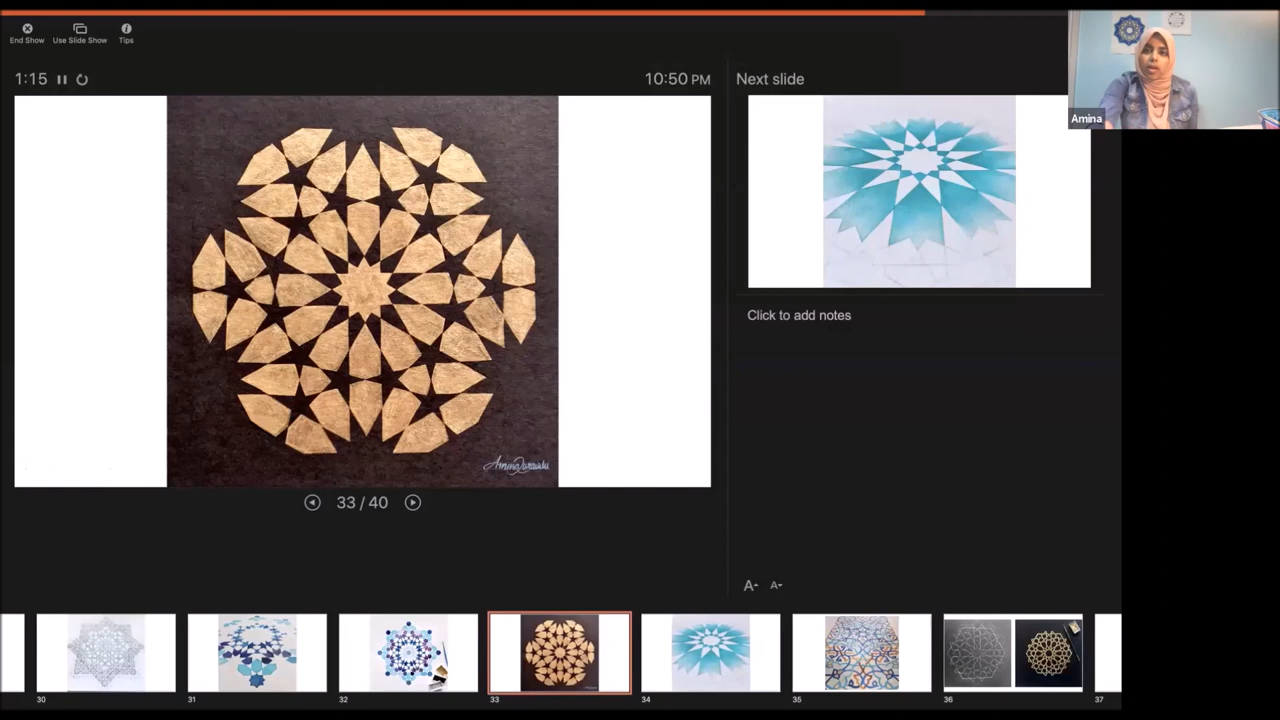 End Show Use Slide Show Tips
1:15
10:50 PM
Next slide
Amina
Click to add notes
33 / 40
A A
30 31 32 33 34 35 36 37